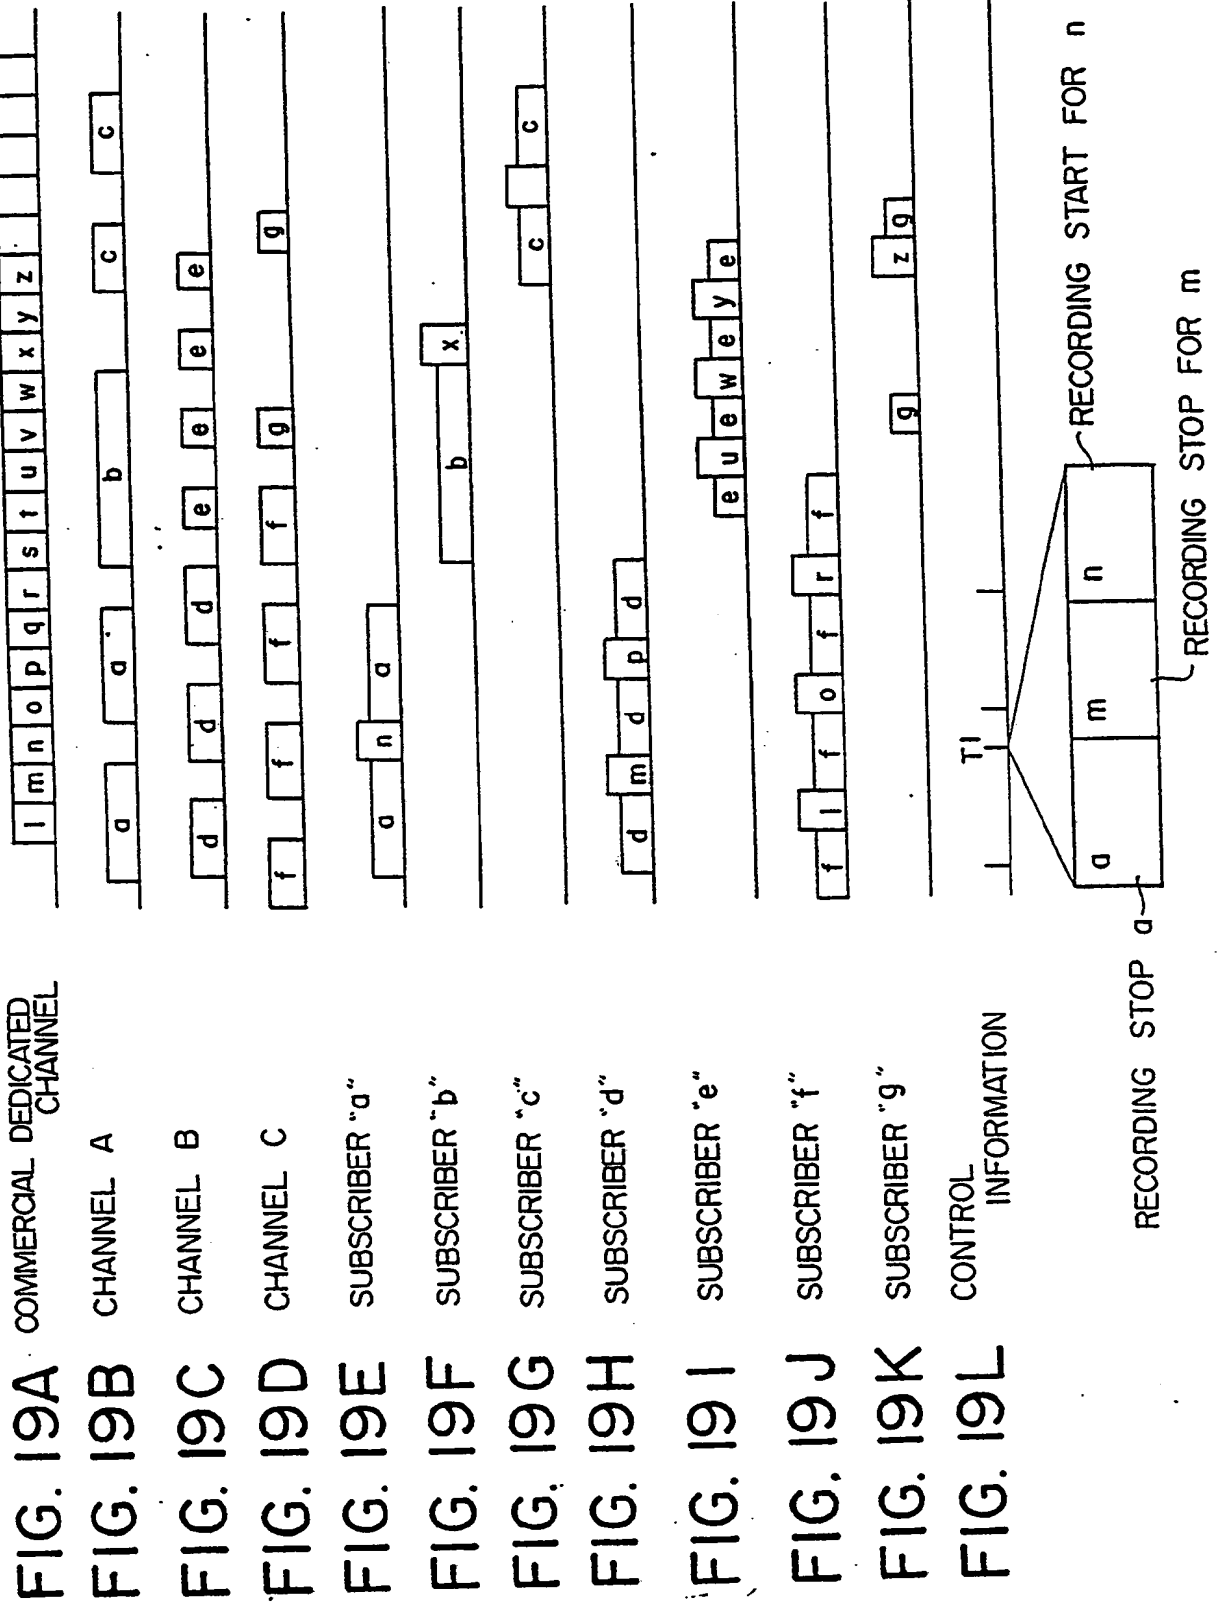 FIG. 19A COMMERCIAL DEDICATED
CHANNEL
l m n o p q r s t u v w x y z
FIG. 19B CHANNEL A
a a b c c
FIG. 19C CHANNEL B
d d d e e e e
FIG. 19D CHANNEL C
f f f f g g
FIG. 19E SUBSCRIBER "a"
a n a
FIG. 19F SUBSCRIBER "b"
b x
FIG. 19G SUBSCRIBER "c"
c c
FIG. 19H SUBSCRIBER "d"
d m d p d
FIG. 19I SUBSCRIBER "e"
e u e w e y e
FIG. 19J SUBSCRIBER "f"
f l f o f r f
FIG. 19K SUBSCRIBER "g"
g z g
FIG. 19L CONTROL
INFORMATION
T1
a m n
RECORDING STOP a
RECORDING START FOR n
RECORDING STOP FOR m